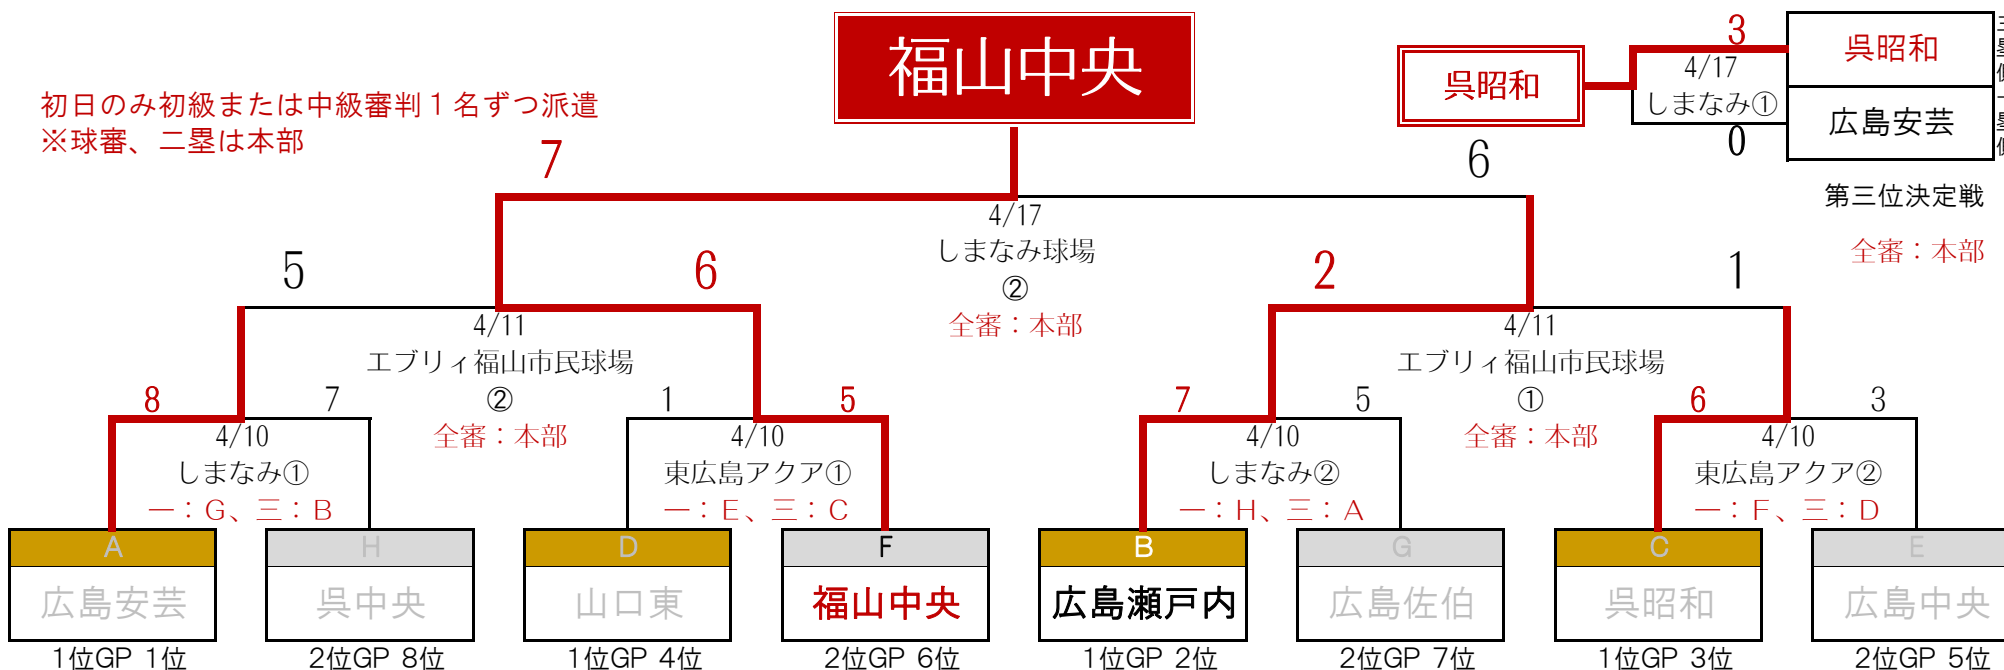 福山中央
3
呉昭和
呉昭和
4/17
しまなみ①
広島安芸
0
初日のみ初級または中級審判1名ずつ派遣
※球審、二塁は本部
7
6
第三位決定戦
全審：本部
4/17
しまなみ球場
②
全審：本部
5
6
2
1
4/11
エブリィ福山市民球場
②
全審：本部
4/11
エブリィ福山市民球場
①
全審：本部
8
7
1
5
7
5
6
3
4/10
しまなみ①
一：G、三：B
4/10
東広島アクア①
一：E、三：C
4/10
しまなみ②
一：H、三：A
4/10
東広島アクア②
一：F、三：D
A
H
D
F
B
G
C
E
広島安芸
呉中央
山口東
福山中央
広島瀬戸内
広島佐伯
呉昭和
広島中央
1位GP 1位
2位GP 8位
1位GP 4位
2位GP 6位
1位GP 2位
2位GP 7位
1位GP 3位
2位GP 5位